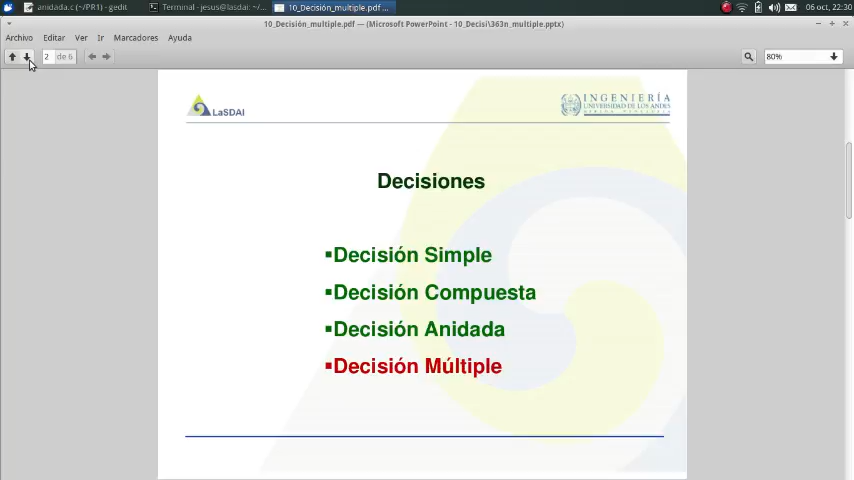 anidada.c (~/PR1) - gedit
Terminal - jesus@lasdai: ~/...
10_Decisión_multiple.pdf ...
06 oct, 22:30
10_Decisión_multiple.pdf — (Microsoft PowerPoint - 10_Decisi\363n_multiple.pptx)
Archivo Editar Ver Ir Marcadores Ayuda
2 de 6
80%
LaSDAI
INGENIERÍA
UNIVERSIDAD DE LOS ANDES
Decisiones
▪Decisión Simple
▪Decisión Compuesta
▪Decisión Anidada
▪Decisión Múltiple